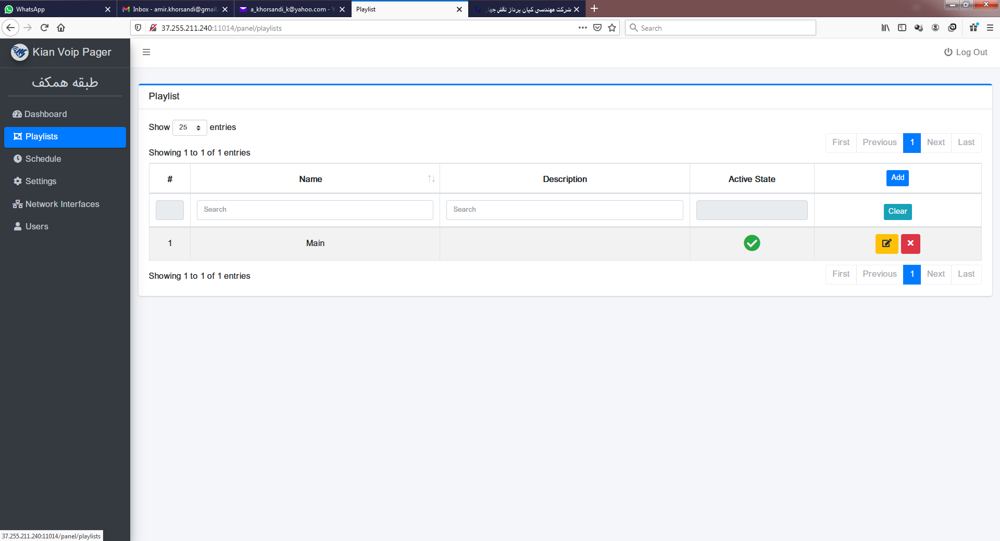 WhatsApp
Inbox - amir.khorsandi@gmail.
a_khorsandi_k@yahoo.com - Y
Playlist
شرکت مهندسی کیان پرداز نقش جهان
37.255.211.240:11014/panel/playlists
Search
Kian Voip Pager
Log Out
طبقه همکف
Dashboard
Playlists
Schedule
Settings
Network Interfaces
Users
Playlist
Show 25 entries
Showing 1 to 1 of 1 entries
First Previous 1 Next Last
# Name Description Active State Add
Search Search Clear
1 Main
Showing 1 to 1 of 1 entries
First Previous 1 Next Last
37.255.211.240:11014/panel/playlists